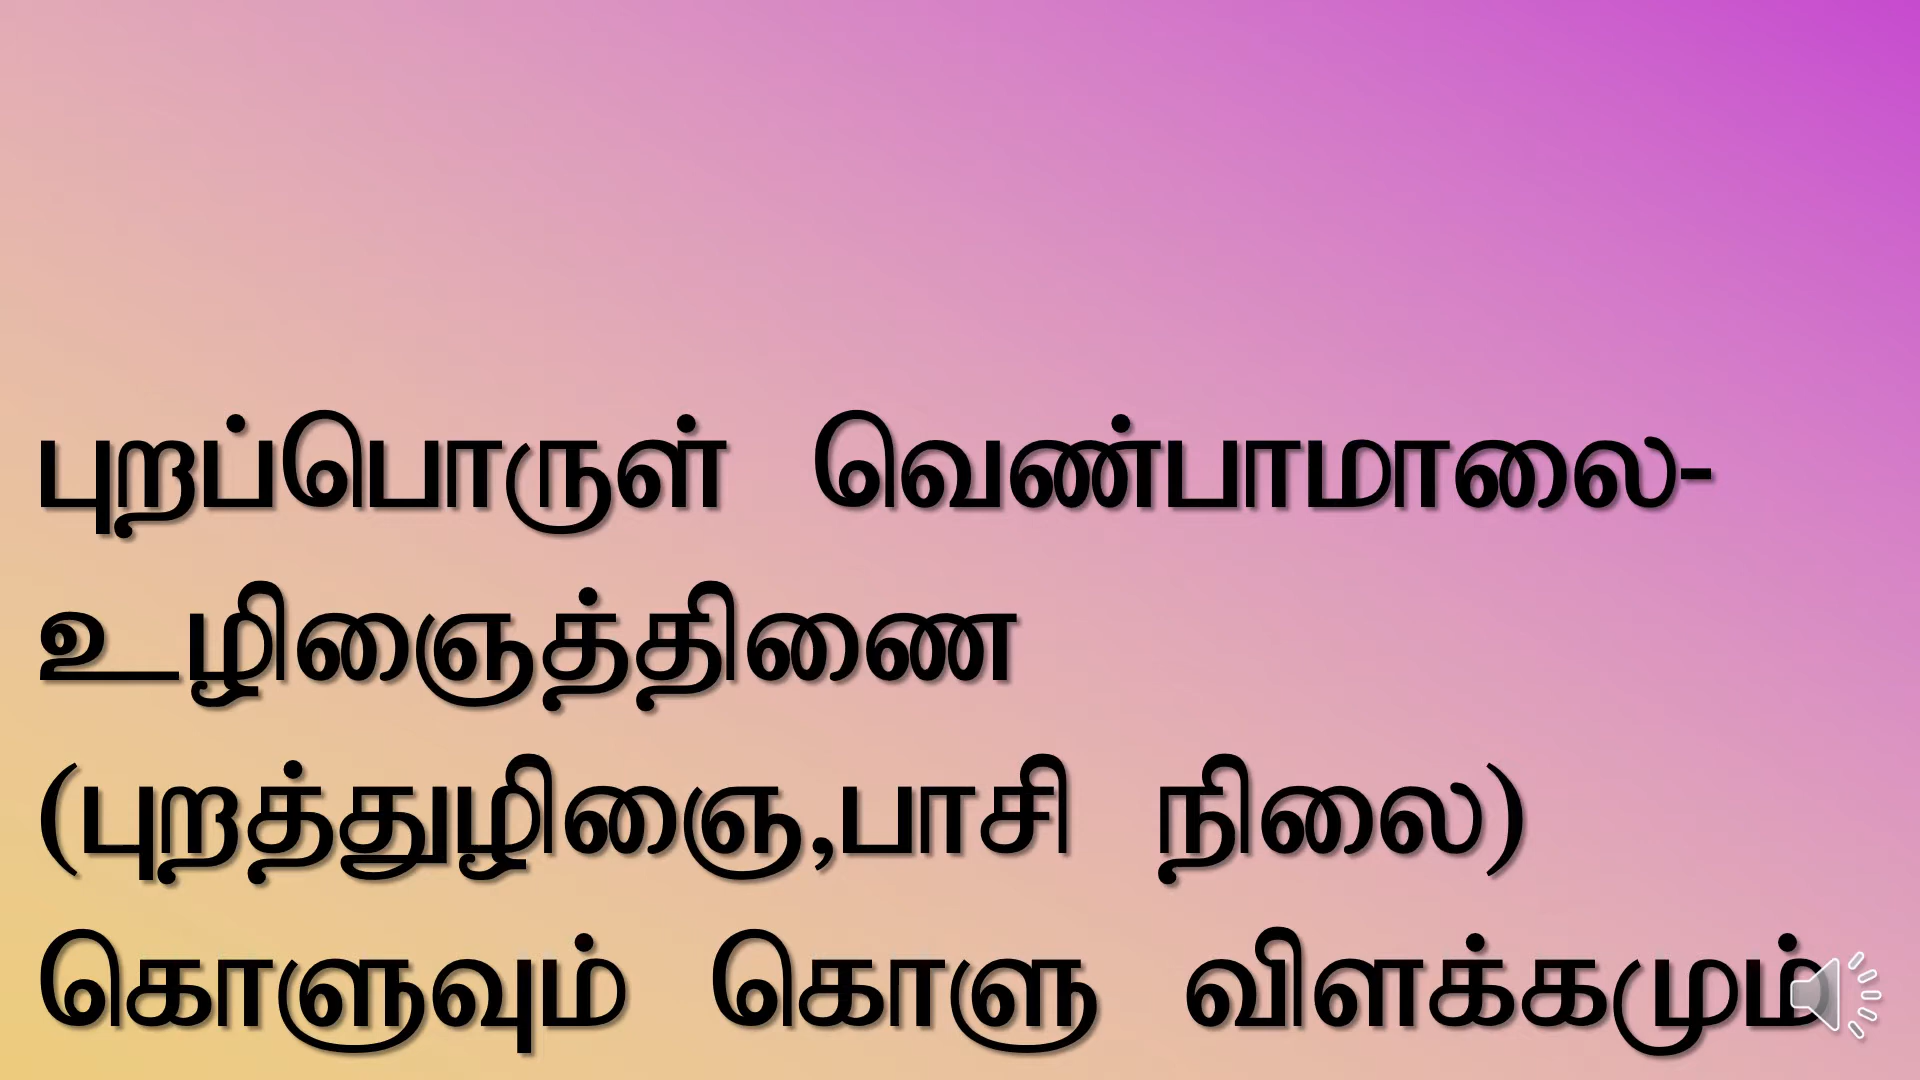 புறப்பொருள் வெண்பாமாலை-
உழிஞைத்திணை
(புறத்துழிஞை,பாசி நிலை)
கொளுவும் கொளு விளக்கமும்